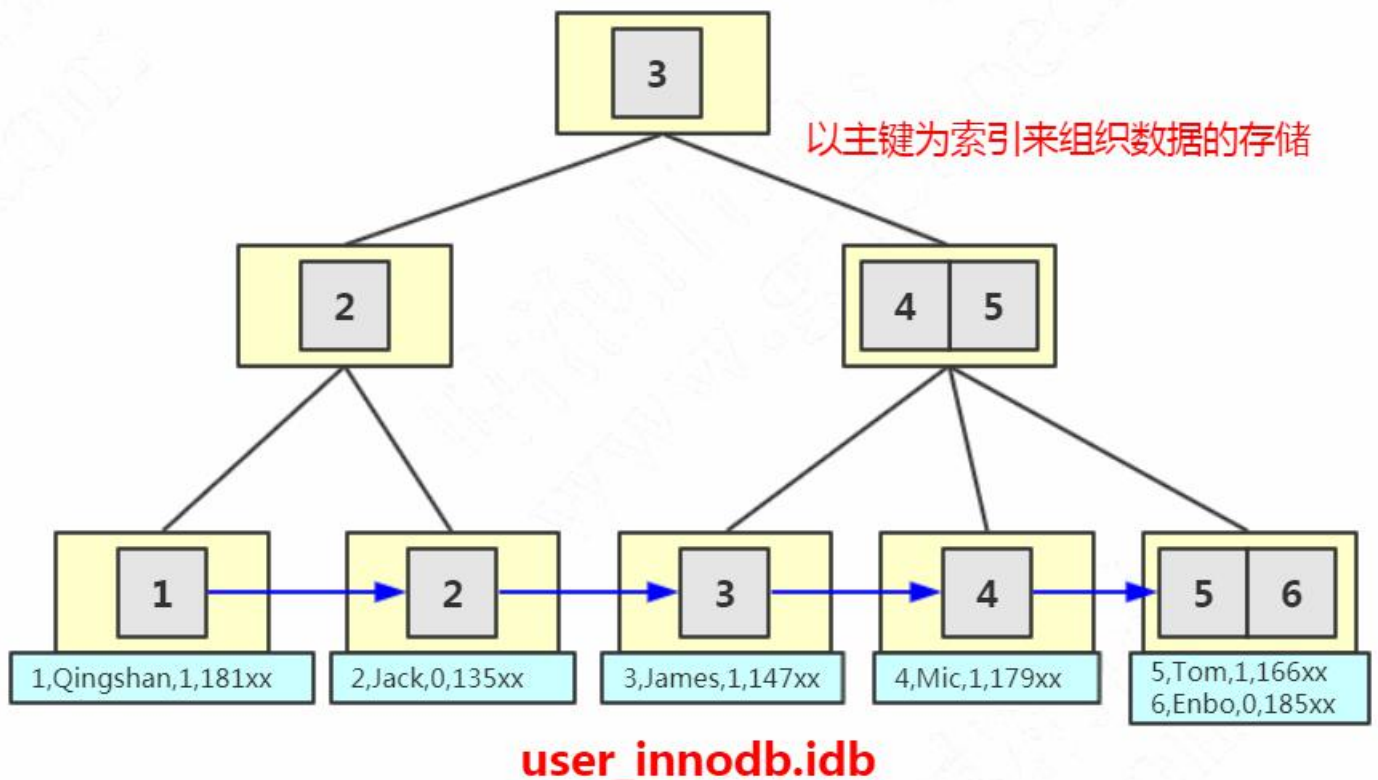 3
以主键为索引来组织数据的存储
2
4 5
1 2 3 4 5 6
1,Qingshan,1,181xx
2,Jack,0,135xx
3,James,1,147xx
4,Mic,1,179xx
5,Tom,1,166xx
6,Enbo,0,185xx
user_innodb.idb